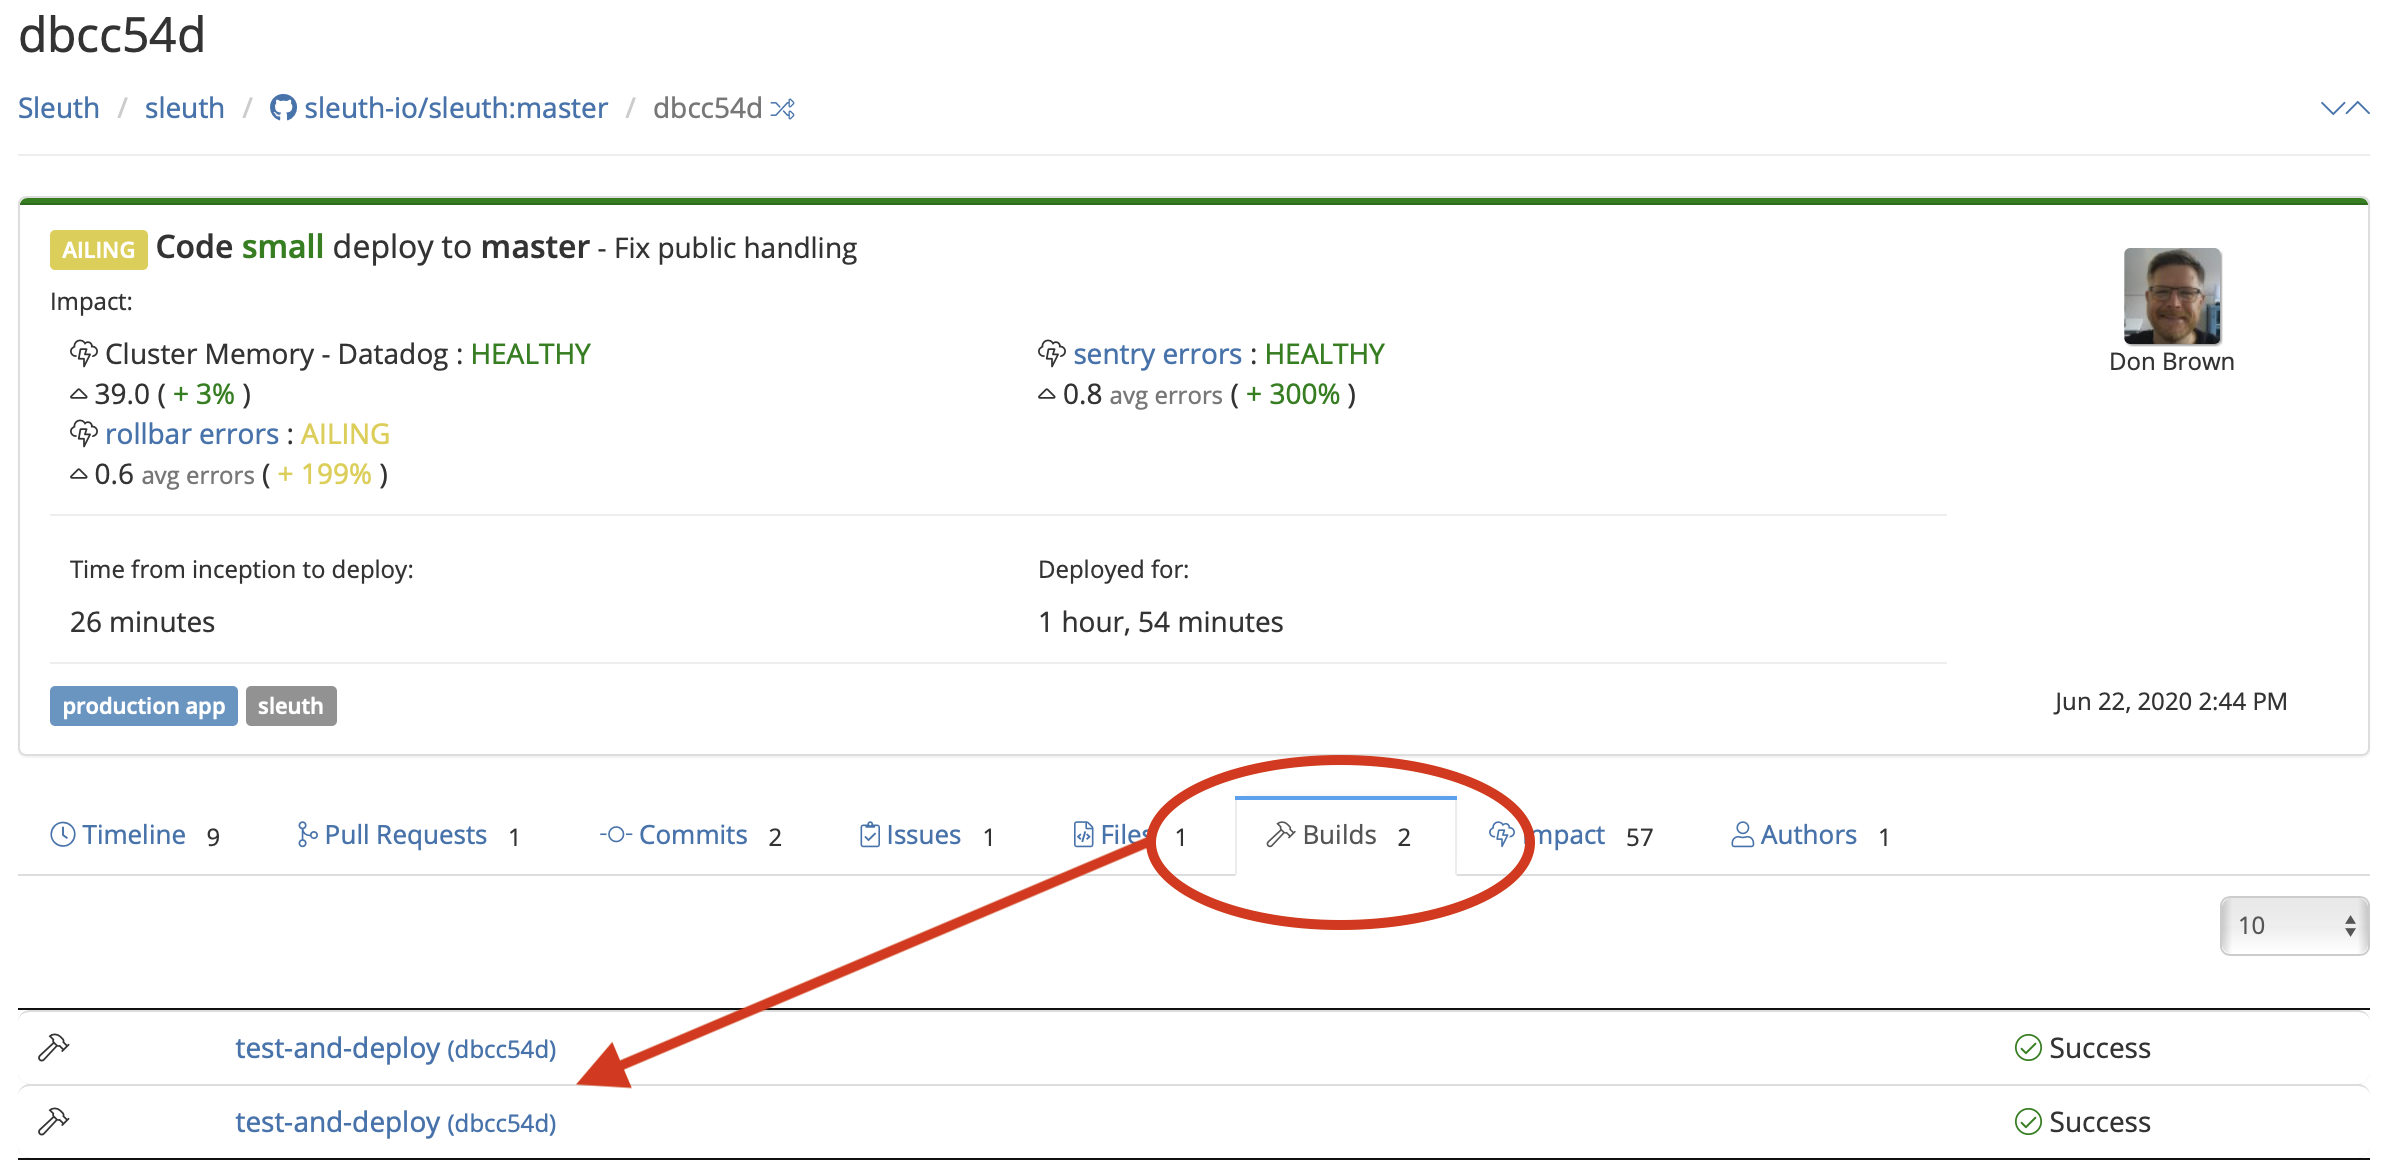 dbcc54d
Sleuth / sleuth / sleuth-io/sleuth:master / dbcc54d
AILING Code small deploy to master - Fix public handling
Impact:
Cluster Memory - Datadog : HEALTHY
39.0 ( + 3% )
rollbar errors : AILING
0.6 avg errors ( + 199% )
sentry errors : HEALTHY
0.8 avg errors ( + 300% )
Don Brown
Time from inception to deploy:
26 minutes
Deployed for:
1 hour, 54 minutes
production app sleuth
Jun 22, 2020 2:44 PM
Timeline 9 Pull Requests 1 Commits 2 Issues 1 Files 1 Builds 2 Impact 57 Authors 1
10
test-and-deploy (dbcc54d) Success
test-and-deploy (dbcc54d) Success